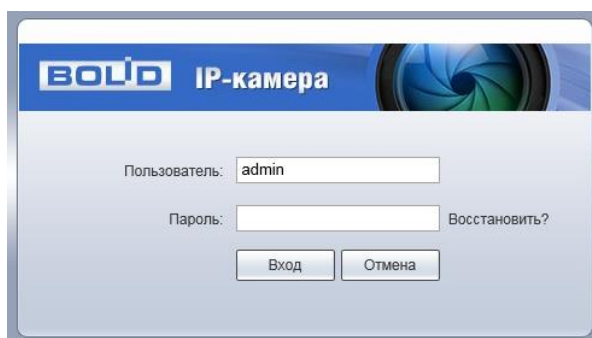 BOLID IP-камера
Пользователь: admin
Пароль: Восстановить?
Вход Отмена